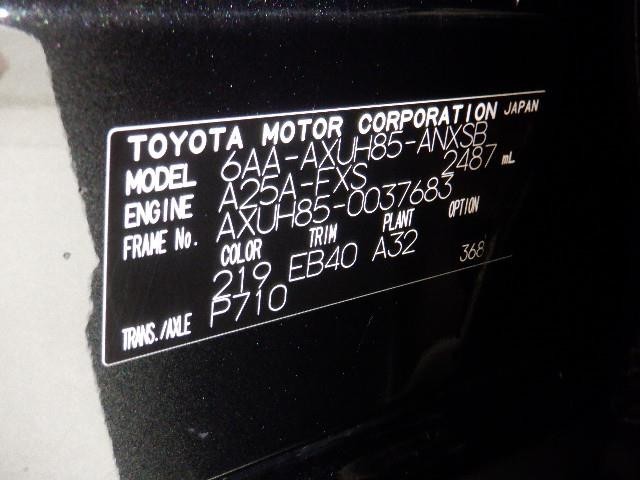 TOYOTA MOTOR CORPORATION JAPAN
MODEL 6AA-AXUH85-ANXSB
ENGINE A25A-FXS 2487 mL
FRAME No. AXUH85-0037683
COLOR TRIM PLANT OPTION
219 EB40 A32 368
TRANS./AXLE P710